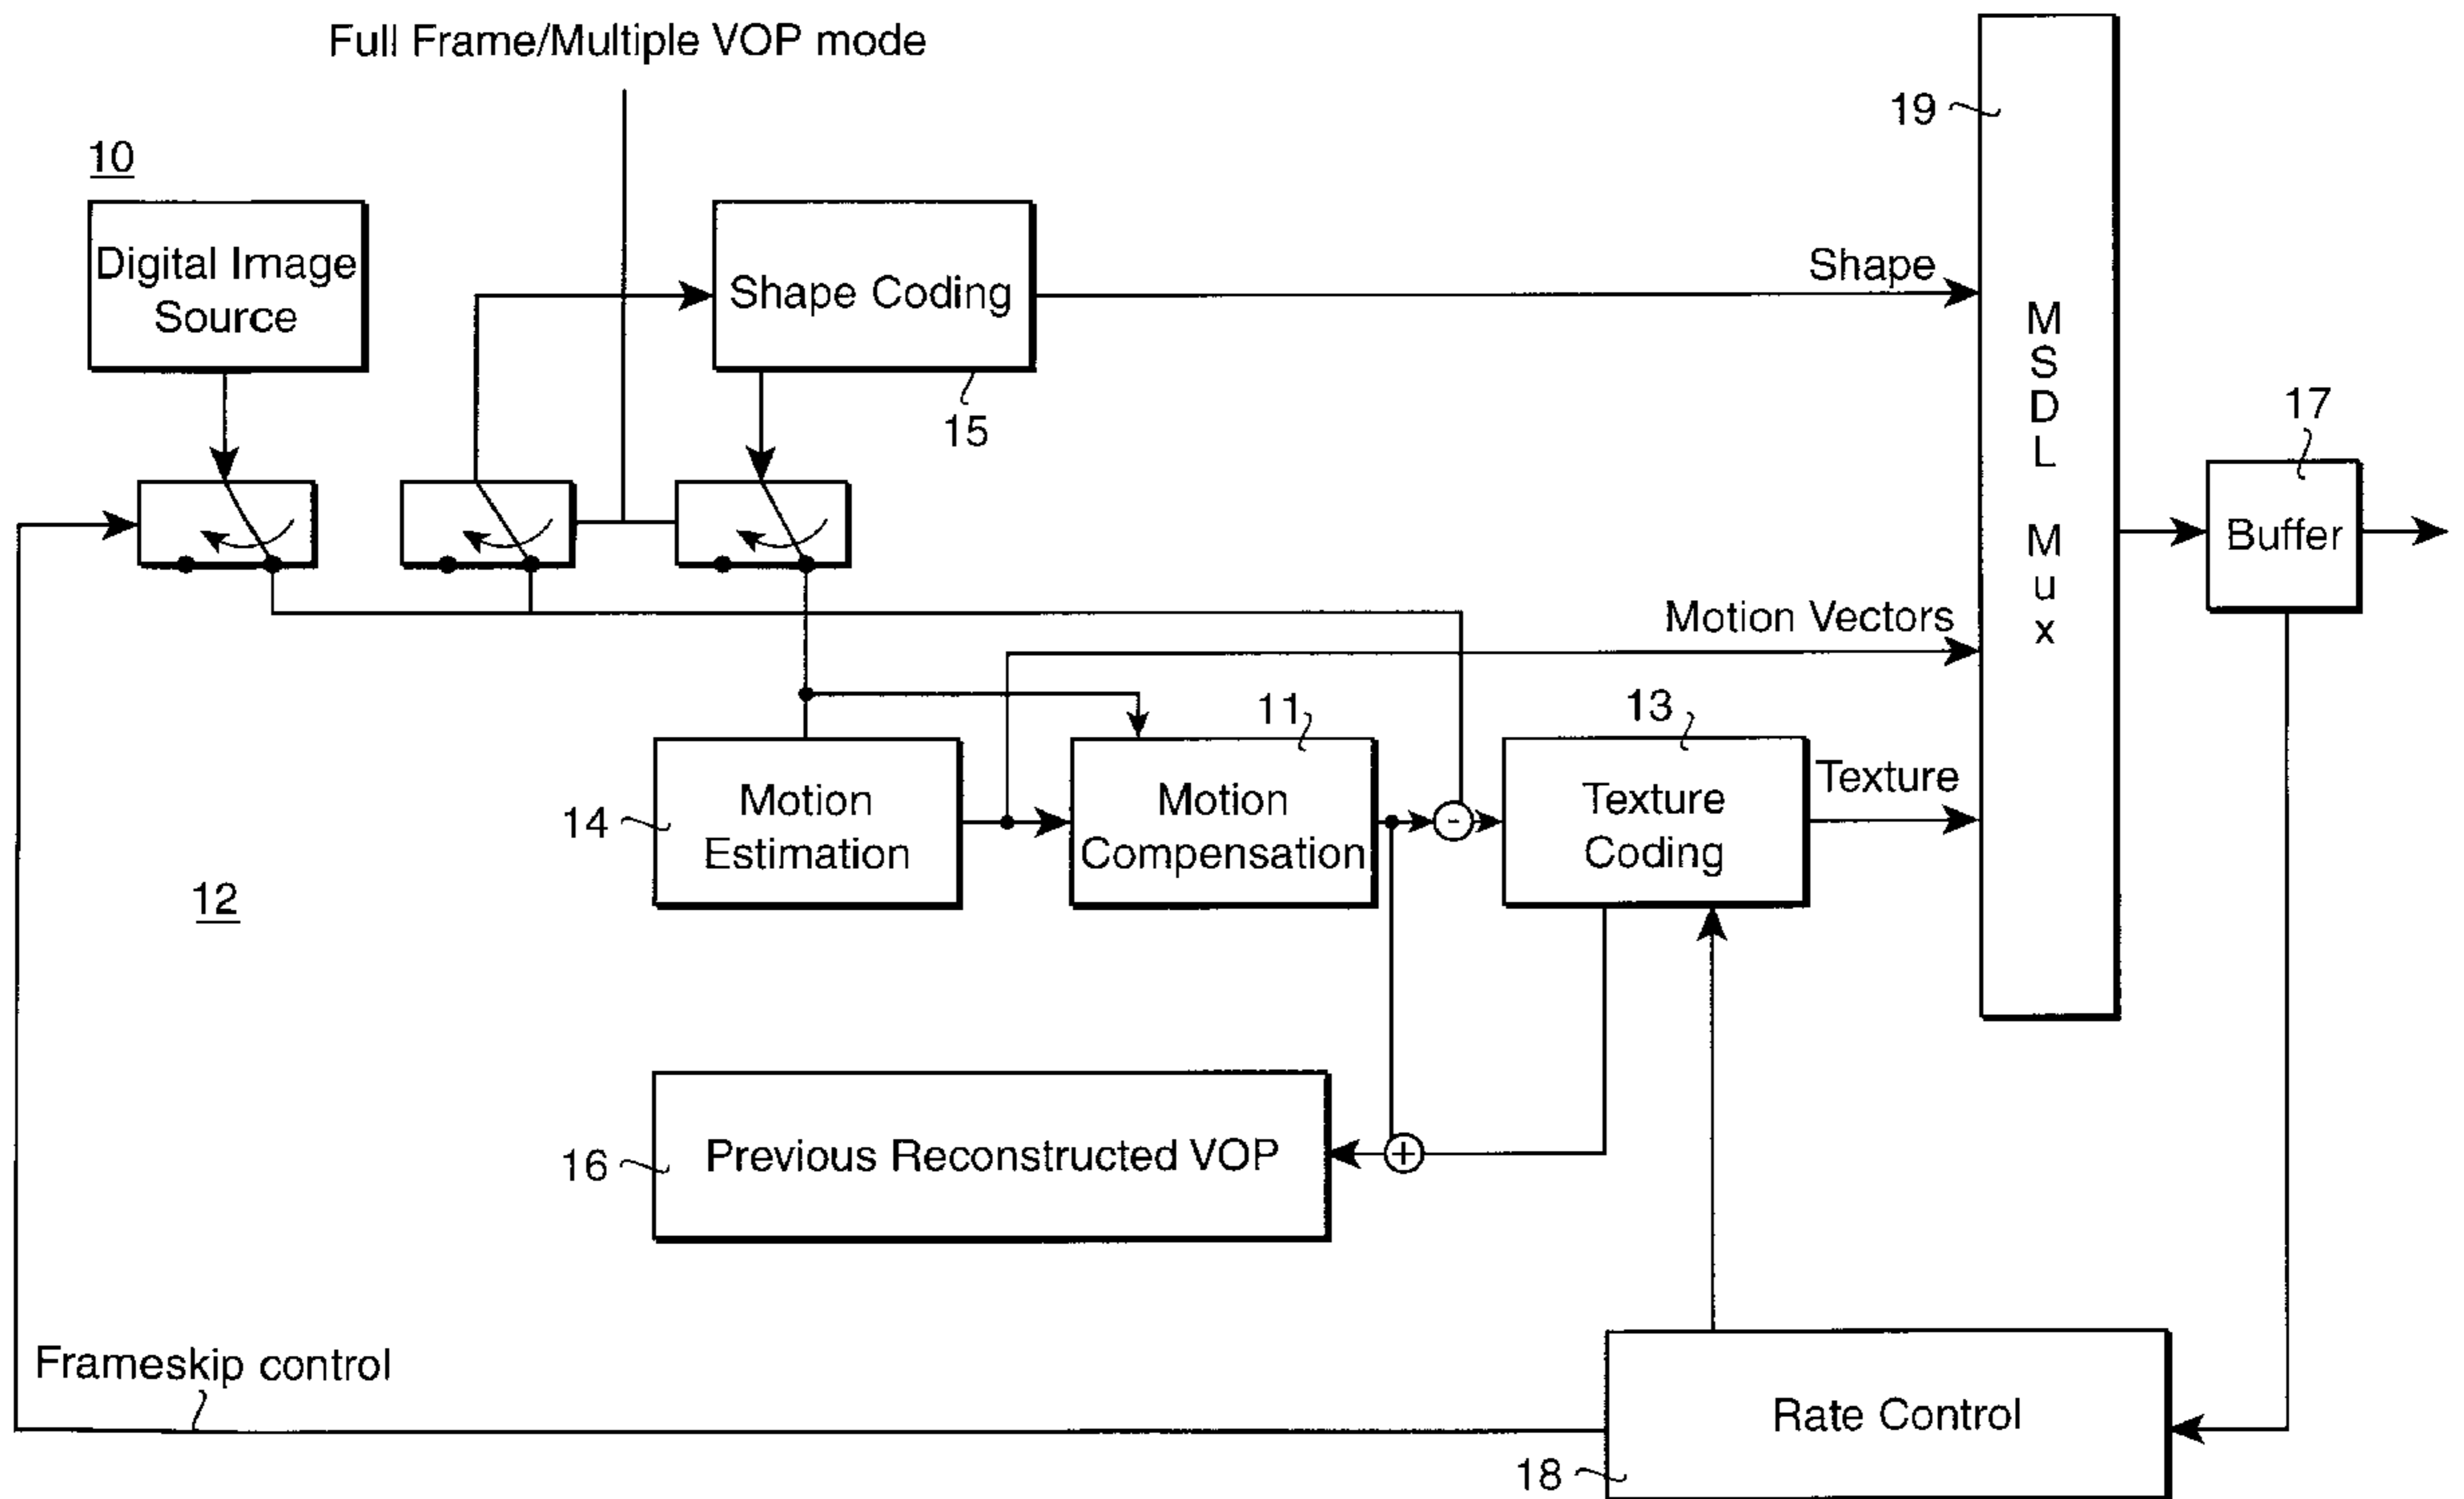 Full Frame/Multiple VOP mode
19
10
Digital Image
Source
Shape Coding
15
Shape
M
S
D
L
M
u
x
17
Buffer
Motion Vectors
14
Motion
Estimation
11
Motion
Compensation
-
13
Texture
Coding
Texture
12
16
Previous Reconstructed VOP
+
Frameskip control
Rate Control
18